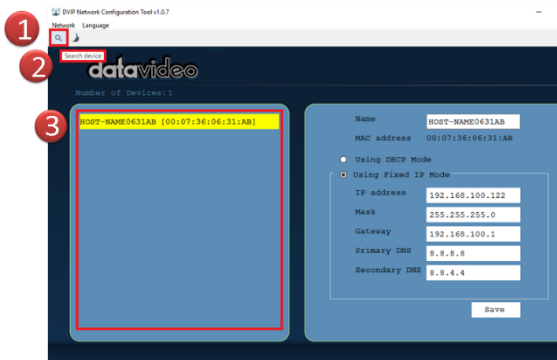 DVIP Network Configuration Tool v1.0.7
Network Language
1
2
Search device
datavideo
Number of Devices:1
3
HOST-NAME0631AB [00:07:36:06:31:AB]
Name HOST-NAME0631AB
MAC address 00:07:36:06:31:AB
Using DHCP Mode
Using Fixed IP Mode
IP address 192.168.100.122
Mask 255.255.255.0
Gateway 192.168.100.1
Primary DNS 8.8.8.8
Secondary DNS 8.8.4.4
Save